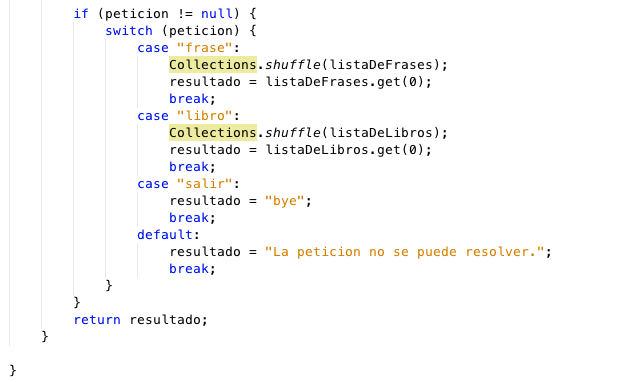 if (peticion != null) {
switch (peticion) {
case "frase":
Collections.shuffle(listaDeFrases);
resultado = listaDeFrases.get(0);
break;
case "libro":
Collections.shuffle(listaDeLibros);
resultado = listaDeLibros.get(0);
break;
case "salir":
resultado = "bye";
break;
default:
resultado = "La peticion no se puede resolver.";
break;
}
}
return resultado;
}
}